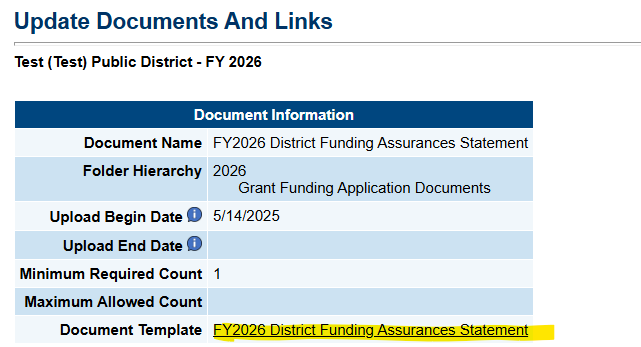 Update Documents And Links
Test (Test) Public District - FY 2026
Document Information
Document Name FY2026 District Funding Assurances Statement
Folder Hierarchy 2026
Grant Funding Application Documents
Upload Begin Date i 5/14/2025
Upload End Date i
Minimum Required Count 1
Maximum Allowed Count
Document Template FY2026 District Funding Assurances Statement